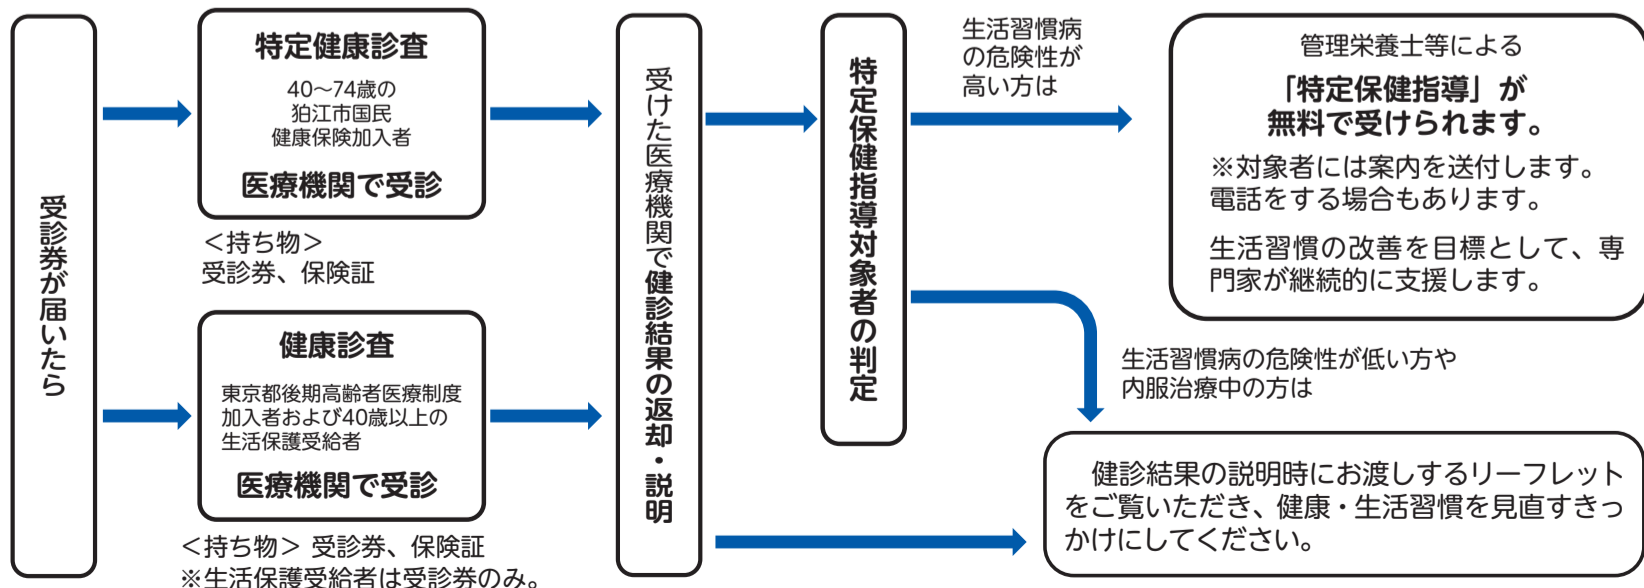 受診券が届いたら
特定健康診査
40～74歳の
狛江市国民
健康保険加入者
医療機関で受診
＜持ち物＞
受診券、保険証
健康診査
東京都後期高齢者医療制度
加入者および40歳以上の
生活保護受給者
医療機関で受診
＜持ち物＞ 受診券、保険証
※生活保護受給者は受診券のみ。
受けた医療機関で健診結果の返却・説明
特定保健指導対象者の判定
生活習慣病
の危険性が
高い方は
管理栄養士等による
「特定保健指導」が
無料で受けられます。
※対象者には案内を送付します。
電話をする場合もあります。
生活習慣の改善を目標として、専
門家が継続的に支援します。
生活習慣病の危険性が低い方や
内服治療中の方は
健診結果の説明時にお渡しするリーフレット
をご覧いただき、健康・生活習慣を見直すきっ
かけにしてください。